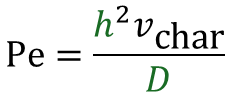 Pe = h²v_char / D